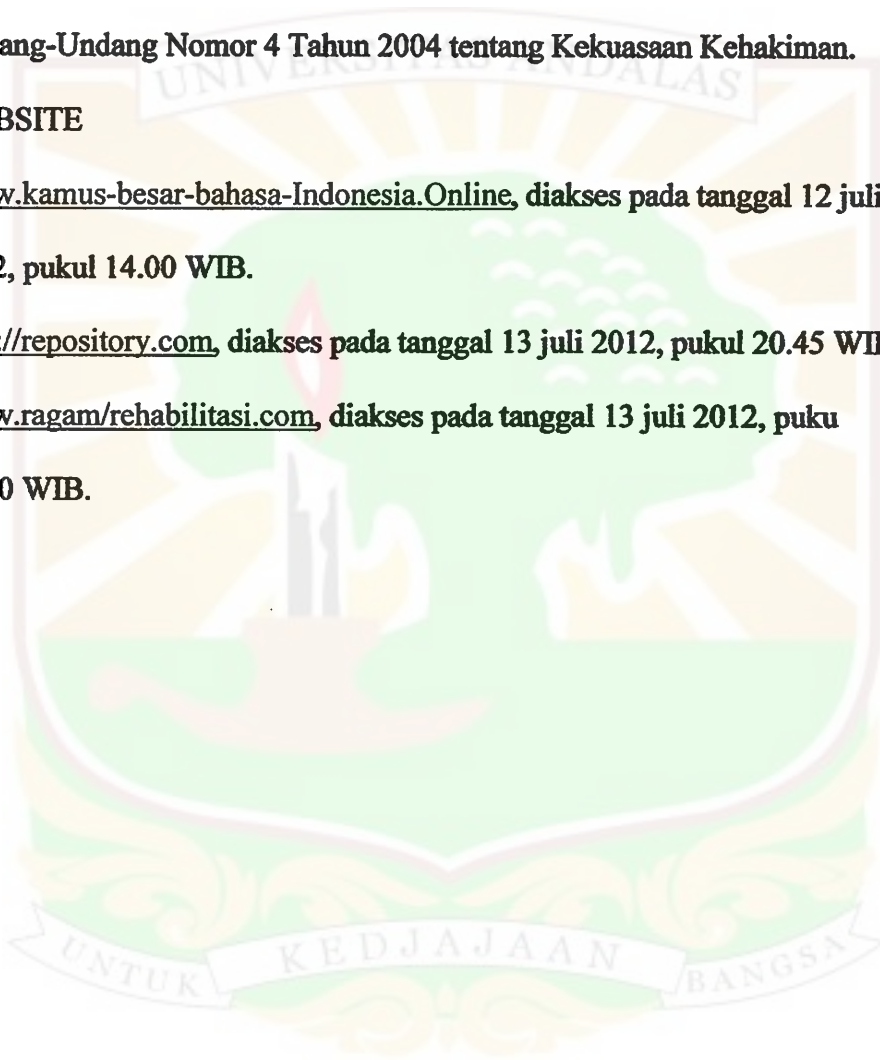 ang-Undang Nomor 4 Tahun 2004 tentang Kekuasaan Kehakiman.
UNIVERSITAS ANDALAS
BSITE
w.kamus-besar-bahasa-Indonesia.Online, diakses pada tanggal 12 juli
2, pukul 14.00 WIB.
://repository.com, diakses pada tanggal 13 juli 2012, pukul 20.45 WIB
w.ragam/rehabilitasi.com, diakses pada tanggal 13 juli 2012, puku
0 WIB.
UNTUK KEDJAJAAN BANGSA